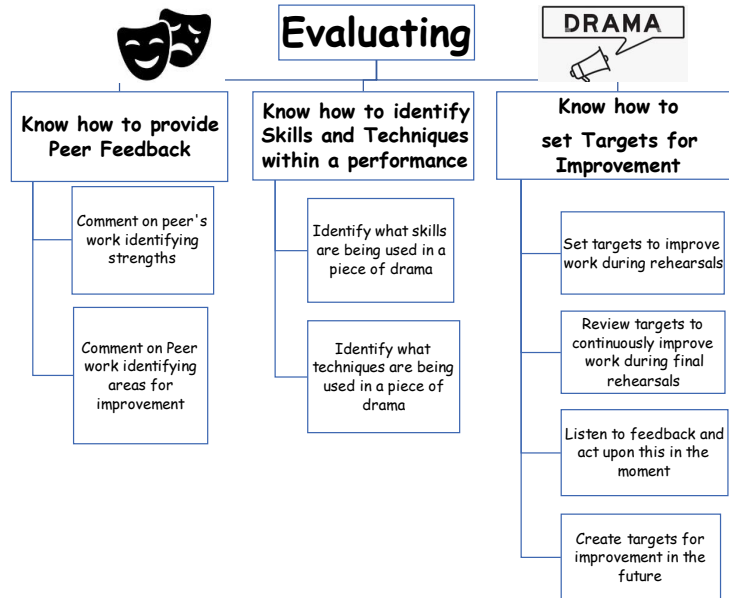 Evaluating
DRAMA
Know how to provide
Peer Feedback
Comment on peer's
work identifying
strengths
Comment on Peer
work identifying
areas for
improvement
Know how to identify
Skills and Techniques
within a performance
Identify what skills
are being used in a
piece of drama
Identify what
techniques are being
used in a piece of
drama
Know how to
set Targets for
Improvement
Set targets to improve
work during rehearsals
Review targets to
continuously improve
work during final
rehearsals
Listen to feedback and
act upon this in the
moment
Create targets for
improvement in the
future